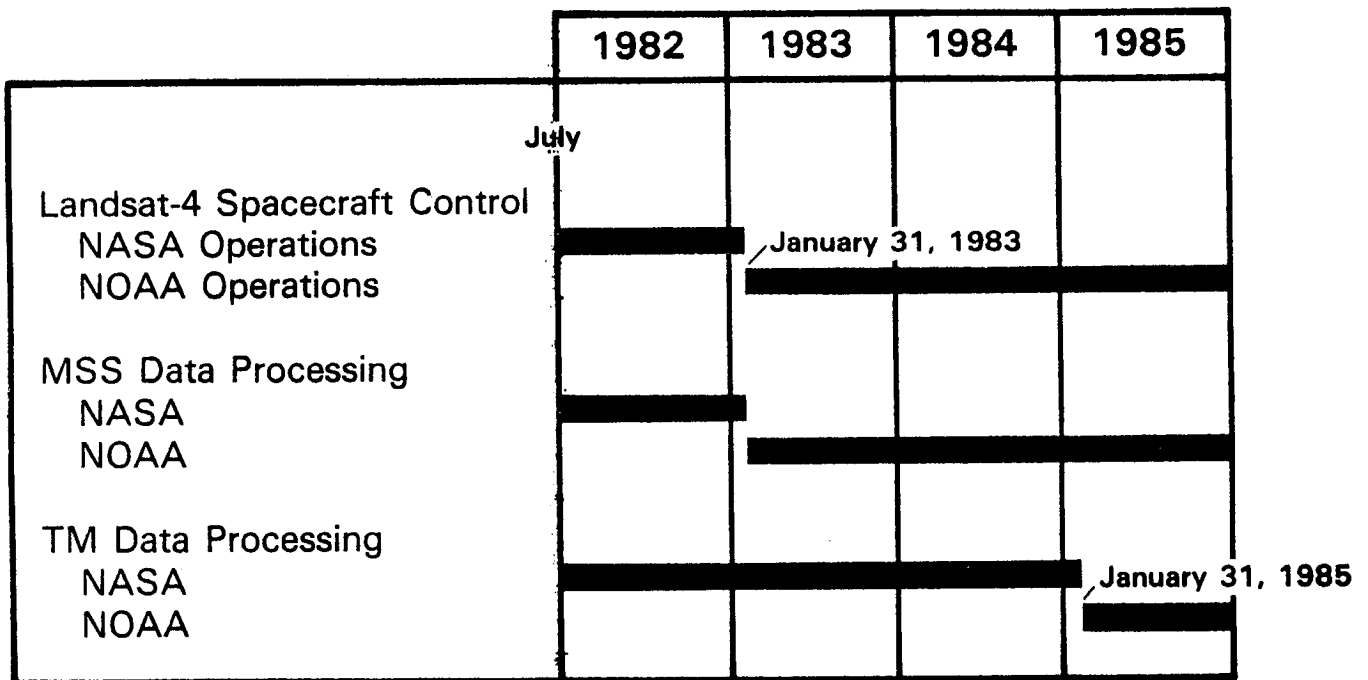 1982 1983 1984 1985
July
Landsat-4 Spacecraft Control
NASA Operations
January 31, 1983
NOAA Operations
MSS Data Processing
NASA
NOAA
TM Data Processing
NASA
January 31, 1985
NOAA